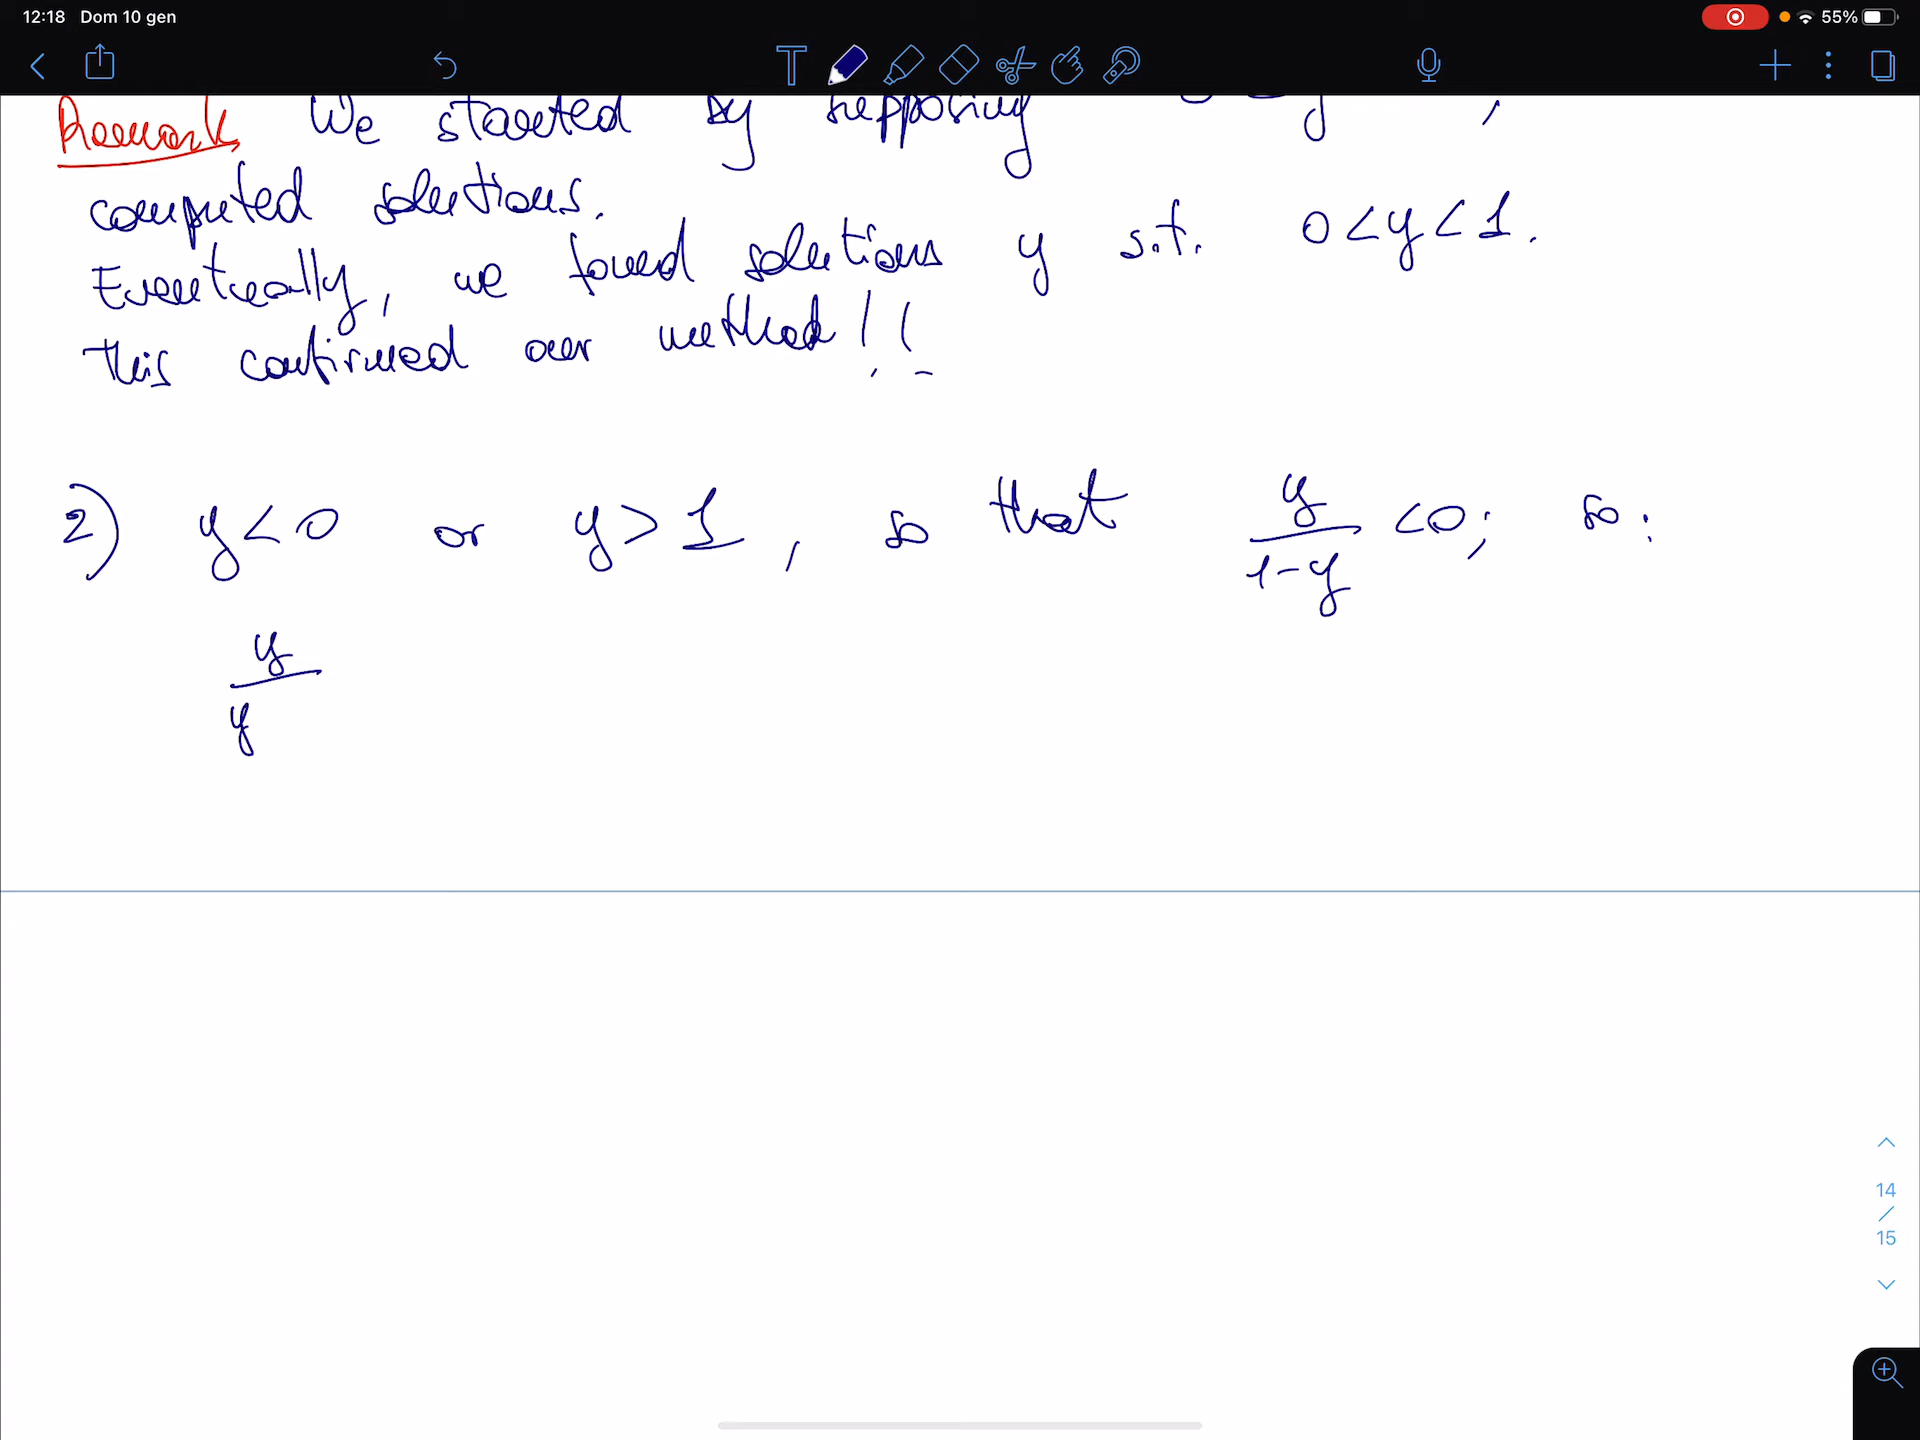 12:18 Dom 10 gen 55%
Remark We started by supposing ,
computed solutions.
Eventually, we found solutions y s.t. 0<y<1.
This confirmed our method!!
2) y<0 or y>1, so that y/(1-y) <0; so:
y/y
14
/
15